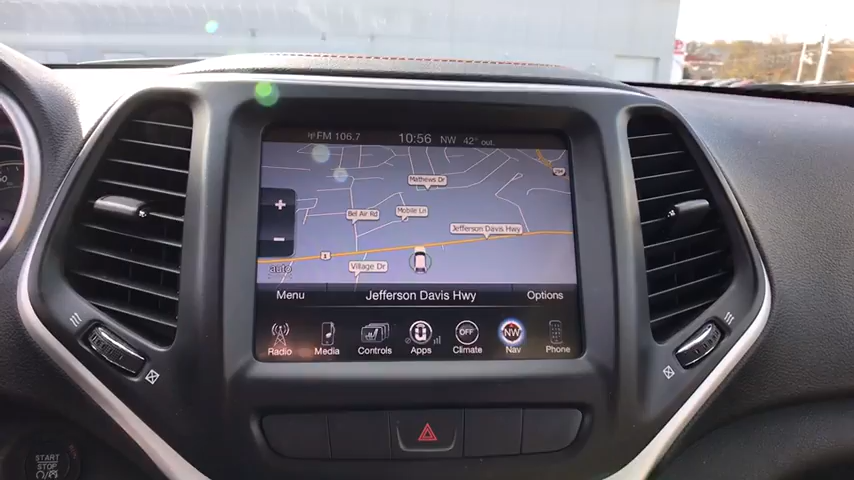 FM 106.7 10:56 NW 42° out.
Mathews Dr
+
Bel Air Rd Mobile Ln
Jefferson Davis Hwy
–
1
auto
Village Dr
Menu Jefferson Davis Hwy Options
OFF NW
Radio Media Controls Apps Climate Nav Phone
START
STOP